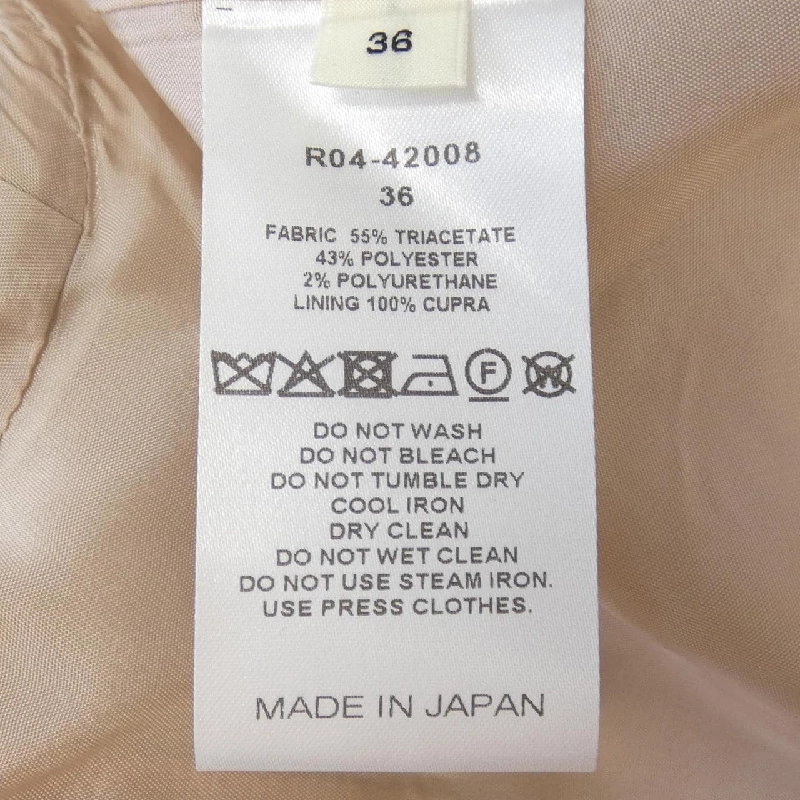 36
R04-42008
36
FABRIC 55% TRIACETATE
43% POLYESTER
2% POLYURETHANE
LINING 100% CUPRA
F W
DO NOT WASH
DO NOT BLEACH
DO NOT TUMBLE DRY
COOL IRON
DRY CLEAN
DO NOT WET CLEAN
DO NOT USE STEAM IRON.
USE PRESS CLOTHES.
MADE IN JAPAN